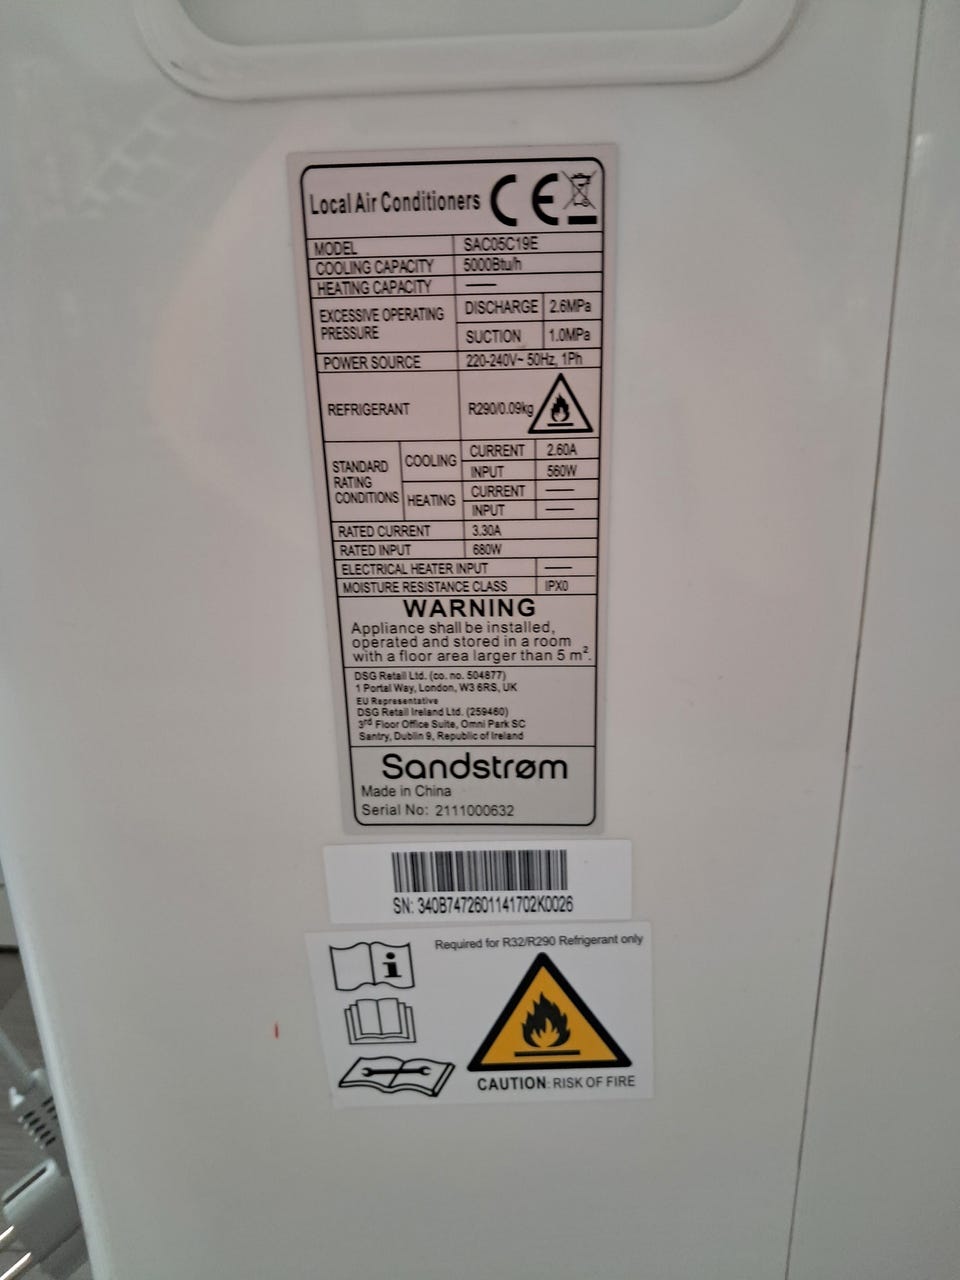 Local Air Conditioners CE
MODEL SAC05C19E
COOLING CAPACITY 5000Btu/h
HEATING CAPACITY —
EXCESSIVE OPERATING PRESSURE DISCHARGE 2.6MPa
SUCTION 1.0MPa
POWER SOURCE 220-240V~ 50Hz, 1Ph
REFRIGERANT R290/0.09kg
STANDARD RATING CONDITIONS COOLING CURRENT 2.60A
INPUT 560W
HEATING CURRENT —
INPUT —
RATED CURRENT 3.30A
RATED INPUT 680W
ELECTRICAL HEATER INPUT —
MOISTURE RESISTANCE CLASS IPX0
WARNING
Appliance shall be installed,
operated and stored in a room
with a floor area larger than 5 m².
DSG Retail Ltd. (co. no. 504877)
1 Portal Way, London, W3 6RS, UK
EU Representative
DSG Retail Ireland Ltd. (259460)
3rd Floor Office Suite, Omni Park SC
Santry, Dublin 9, Republic of Ireland
Sandstrøm
Made in China
Serial No: 2111000632
SN: 340B7472601141702K0026
Required for R32/R290 Refrigerant only
i
CAUTION: RISK OF FIRE